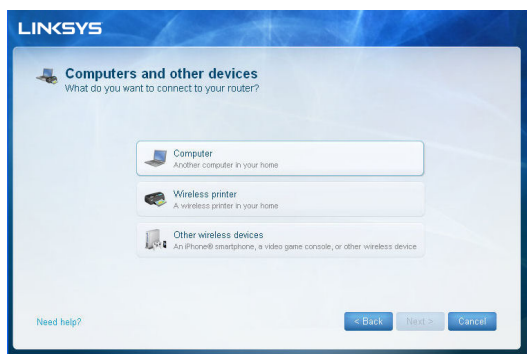 LINKSYS
Computers and other devices
What do you want to connect to your router?
Computer
Another computer in your home
Wireless printer
A wireless printer in your home
Other wireless devices
An iPhone® smartphone, a video game console, or other wireless device
Need help?
< Back
Next >
Cancel